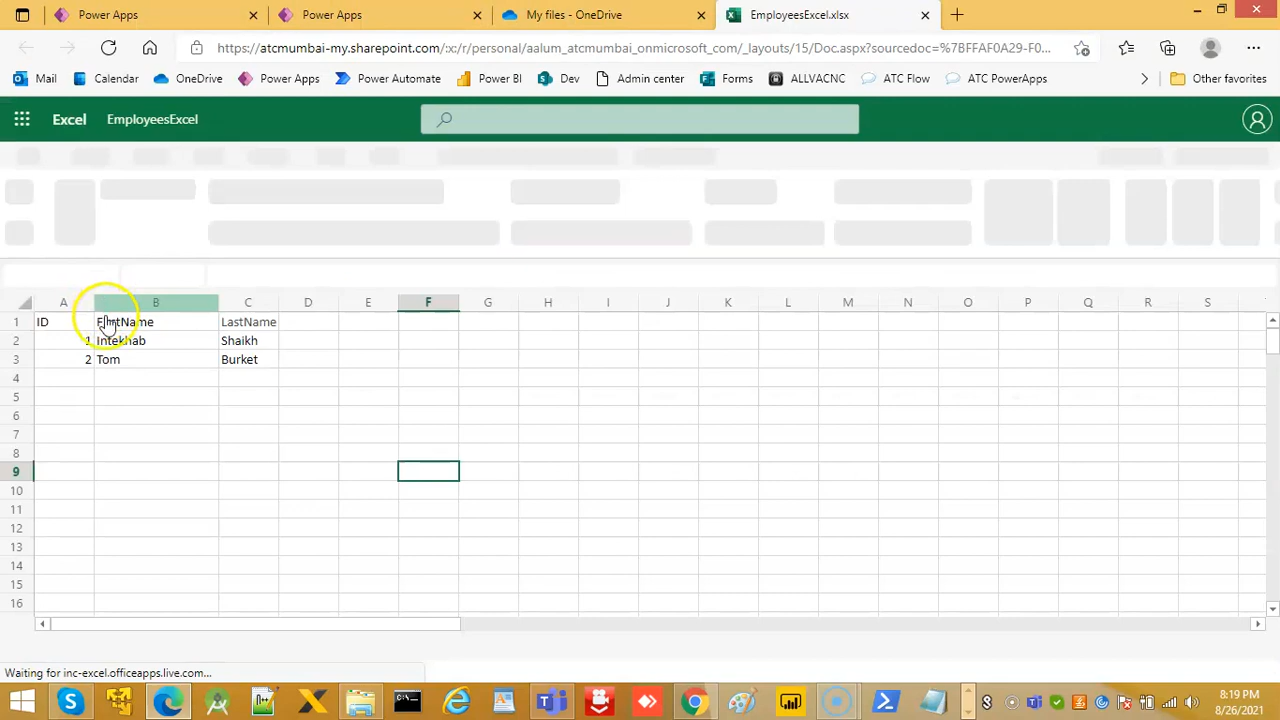 Power Apps Power Apps My files - OneDrive EmployeesExcel.xlsx
https://atcmumbai-my.sharepoint.com/:x:/r/personal/aalum_atcmumbai_onmicrosoft_com/_layouts/15/Doc.aspx?sourcedoc=%7BFFAF0A29-F0...
Mail Calendar OneDrive Power Apps Power Automate Power BI Dev Admin center Forms ALLVACNC ATC Flow ATC PowerApps Other favorites
Excel EmployeesExcel
A B C D E F G H I J K L M N O P Q R S
1 ID FirstName LastName
2 1 Intekhab Shaikh
3 2 Tom Burket
4
5
6
7
8
9
10
11
12
13
14
15
16
Waiting for inc-excel.officeapps.live.com...
8:19 PM
8/26/2021